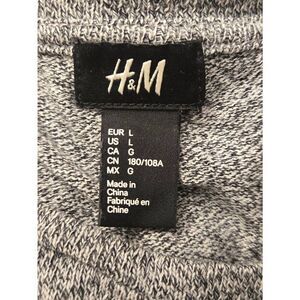 H&M
EUR L
US L
CA G
CN 180/108A
MX G
Made in
China
Fabriqué en
Chine